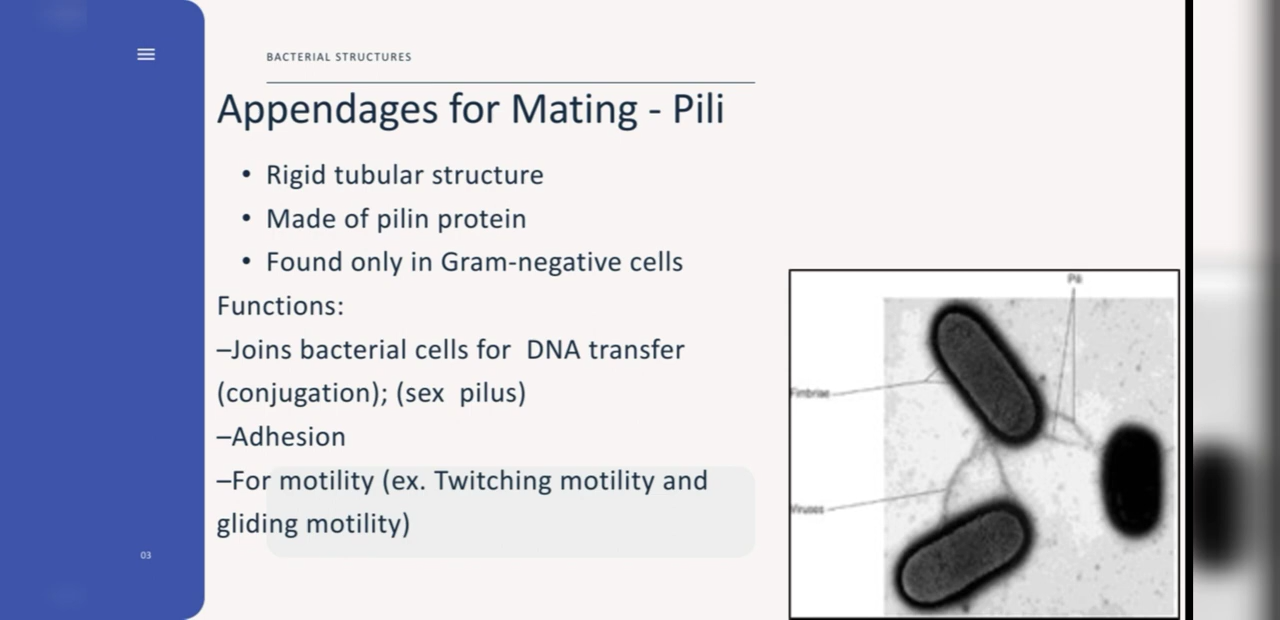 BACTERIAL STRUCTURES
Appendages for Mating - Pili
• Rigid tubular structure
• Made of pilin protein
• Found only in Gram-negative cells
Functions:
–Joins bacterial cells for DNA transfer
(conjugation); (sex pilus)
–Adhesion
–For motility (ex. Twitching motility and
gliding motility)
03
Pili
Fimbriae
Viruses